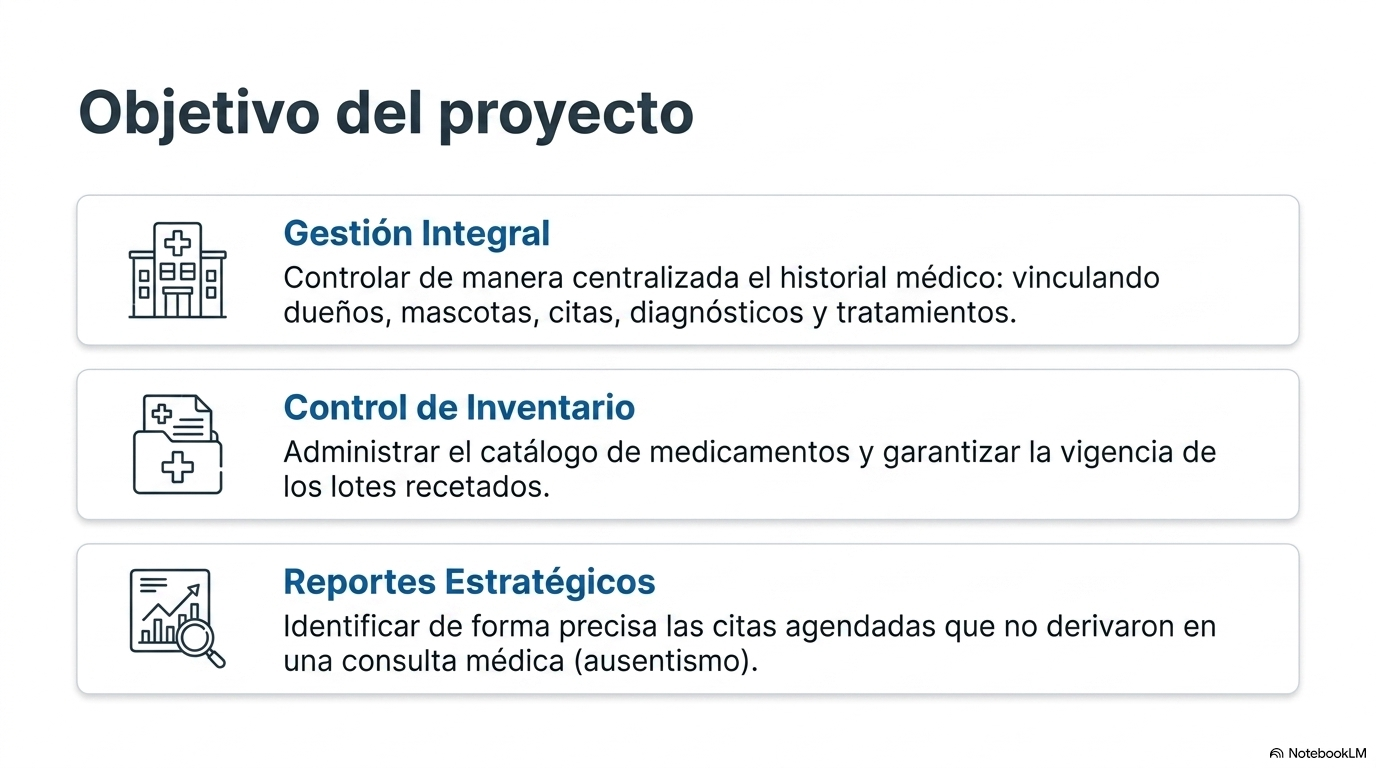 Objetivo del proyecto
Gestión Integral
Controlar de manera centralizada el historial médico: vinculando
dueños, mascotas, citas, diagnósticos y tratamientos.
Control de Inventario
Administrar el catálogo de medicamentos y garantizar la vigencia de
los lotes recetados.
Reportes Estratégicos
Identificar de forma precisa las citas agendadas que no derivaron en
una consulta médica (ausentismo).
NotebookLM